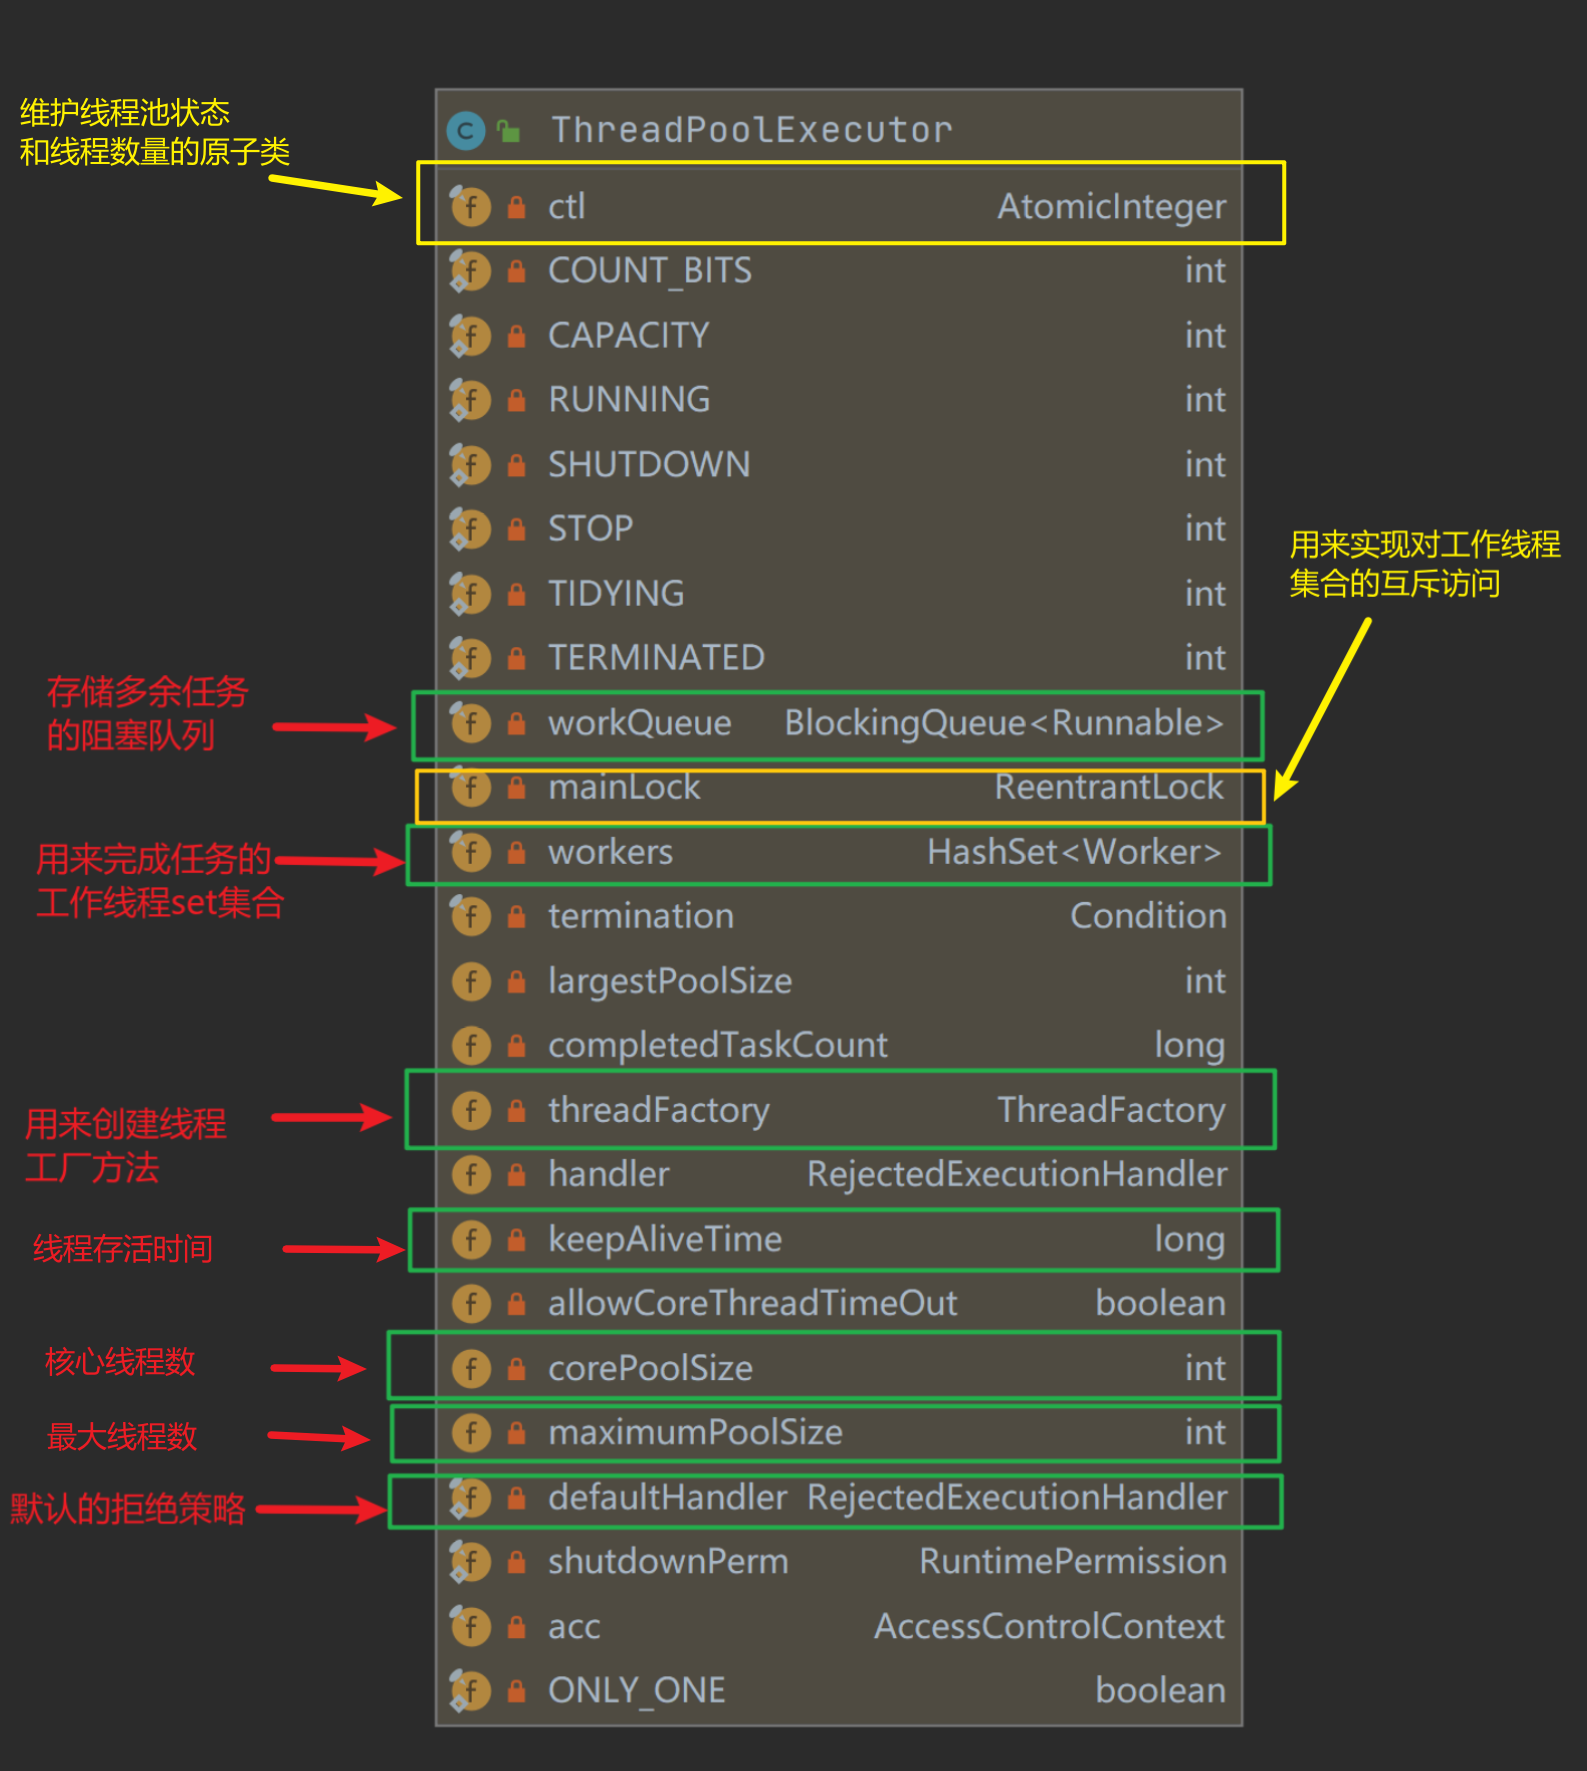 维护线程池状态
和线程数量的原子类
ThreadPoolExecutor
ctl AtomicInteger
COUNT_BITS int
CAPACITY int
RUNNING int
SHUTDOWN int
STOP int
用来实现对工作线程
集合的互斥访问
TIDYING int
TERMINATED int
存储多余任务
的阻塞队列
workQueue BlockingQueue<Runnable>
mainLock ReentrantLock
用来完成任务的
工作线程set集合
workers HashSet<Worker>
termination Condition
largestPoolSize int
completedTaskCount long
用来创建线程
工厂方法
threadFactory ThreadFactory
handler RejectedExecutionHandler
线程存活时间
keepAliveTime long
allowCoreThreadTimeOut boolean
核心线程数
corePoolSize int
最大线程数
maximumPoolSize int
默认的拒绝策略
defaultHandler RejectedExecutionHandler
shutdownPerm RuntimePermission
acc AccessControlContext
ONLY_ONE boolean